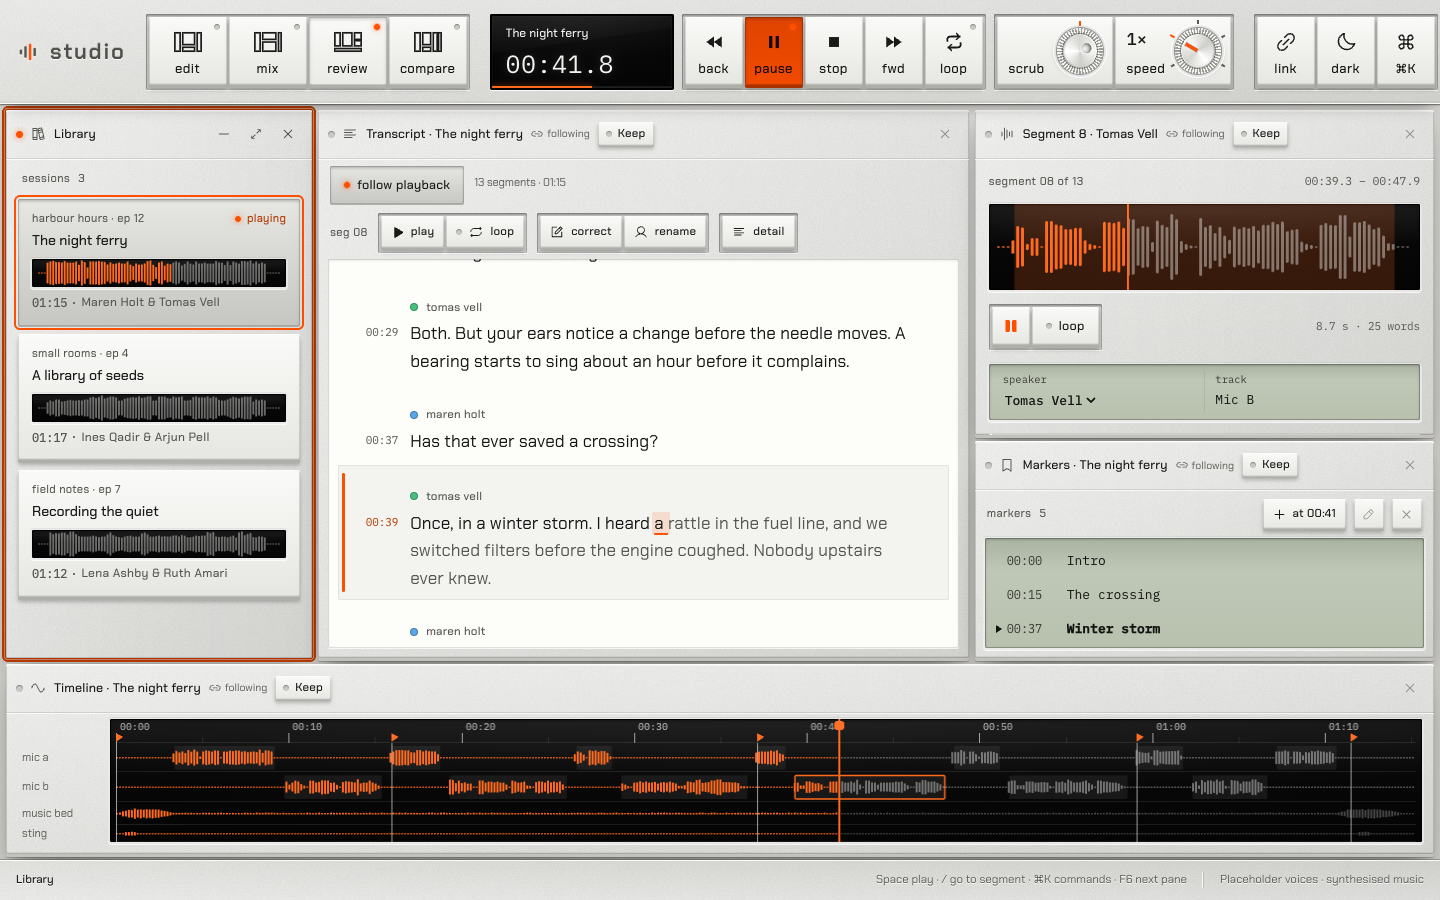 studio
edit
mix
review
compare
The night ferry
00:41.8
back
pause
stop
fwd
loop
scrub
1×
speed
link
dark
⌘K
Library
sessions 3
harbour hours · ep 12
playing
The night ferry
01:15 · Maren Holt & Tomas Vell
small rooms · ep 4
A library of seeds
01:17 · Ines Qadir & Arjun Pell
field notes · ep 7
Recording the quiet
01:12 · Lena Ashby & Ruth Amari
Transcript · The night ferry
following
Keep
follow playback
13 segments · 01:15
seg 08
play
loop
correct
rename
detail
tomas vell
00:29
Both. But your ears notice a change before the needle moves. A
bearing starts to sing about an hour before it complains.
maren holt
00:37
Has that ever saved a crossing?
tomas vell
00:39
Once, in a winter storm. I heard a rattle in the fuel line, and we
switched filters before the engine coughed. Nobody upstairs
ever knew.
maren holt
Segment 8 · Tomas Vell
following
Keep
segment 08 of 13
00:39.3 – 00:47.9
loop
8.7 s · 25 words
speaker
track
Tomas Vell
Mic B
Markers · The night ferry
following
Keep
markers 5
at 00:41
00:00 Intro
00:15 The crossing
00:37 Winter storm
Timeline · The night ferry
following
Keep
00:00 00:10 00:20 00:30 00:4 00:50 01:00 01:10
mic a
mic b
music bed
sting
Library
Space play · / go to segment · ⌘K commands · F6 next pane
Placeholder voices · synthesised music